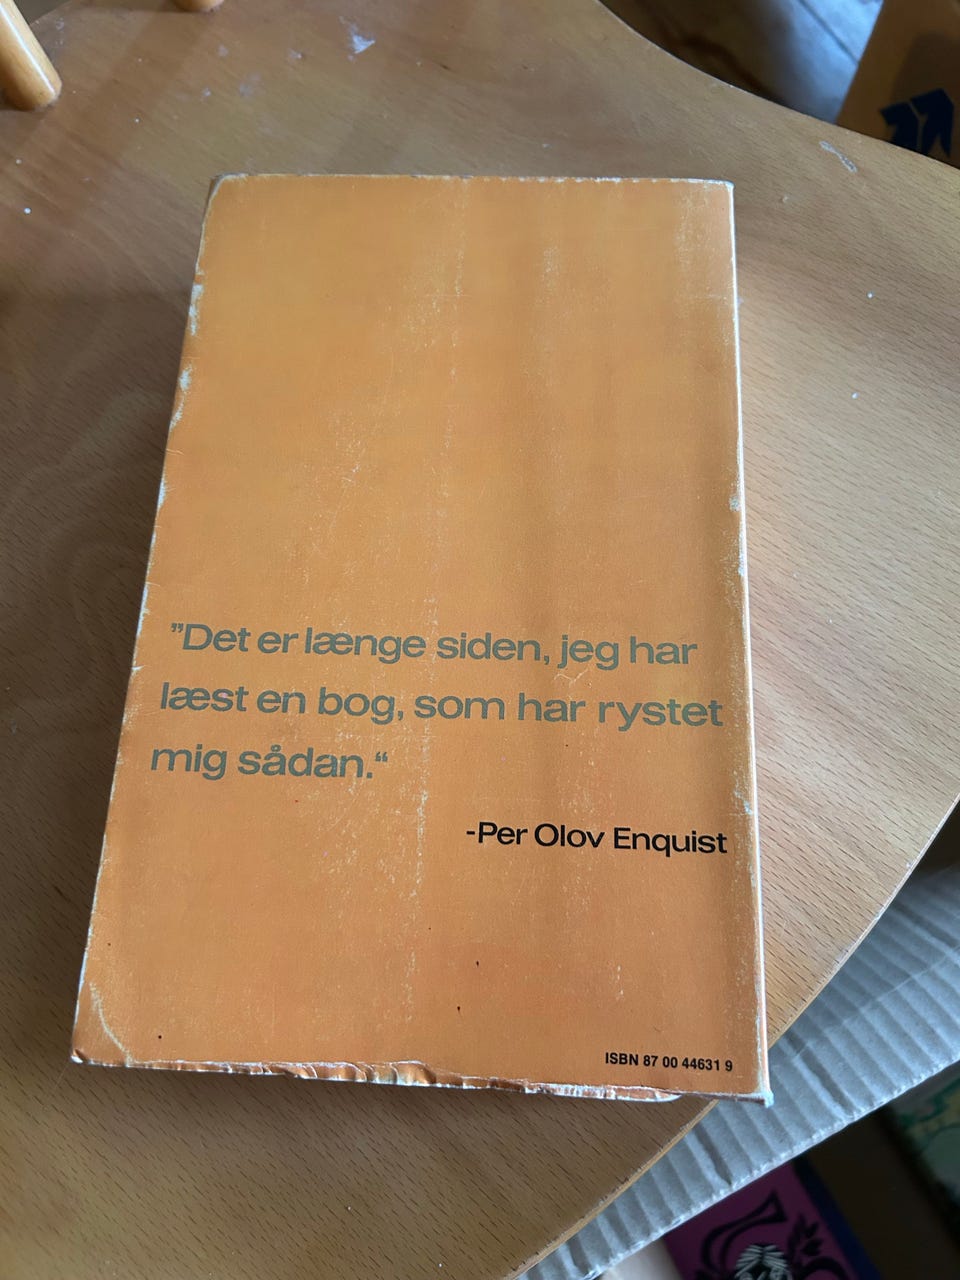 ”Det er længe siden, jeg har
læst en bog, som har rystet
mig sådan.“
-Per Olov Enquist
ISBN 87 00 44631 9